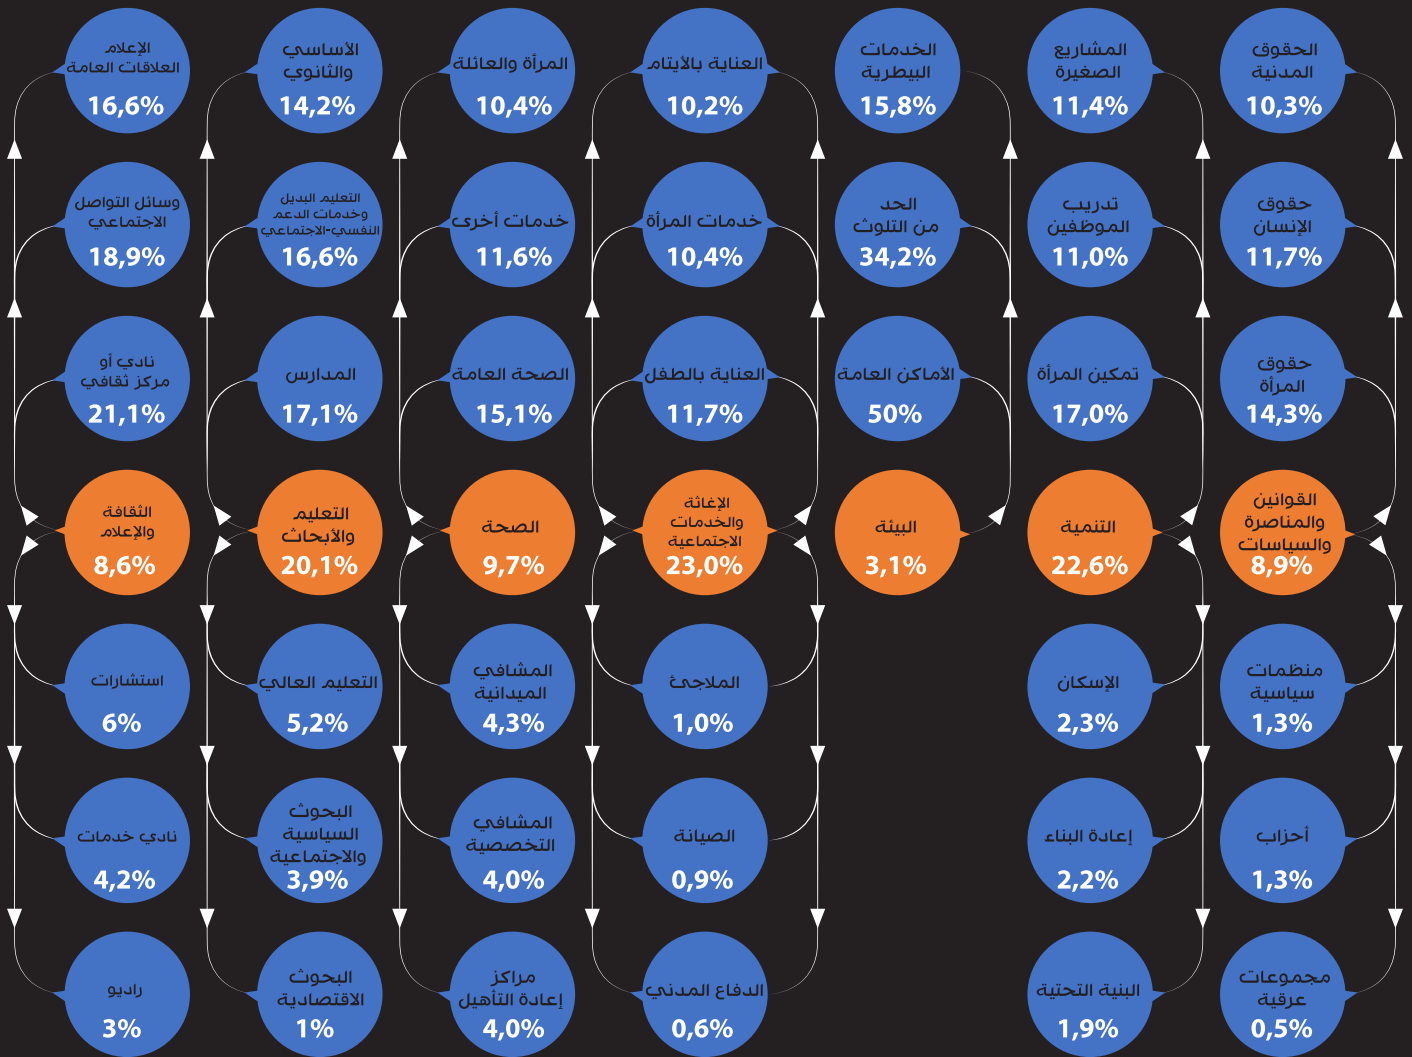 الحقوق
المدنية
10,3%
المشاريع
الصغيرة
11,4%
الخدمات
البيطرية
15,8%
العناية بالأيتام
10,2%
المرأة والعائلة
10,4%
الأساسي
والثانوي
14,2%
الإعلام
العلاقات العامة
16,6%
حقوق
الإنسان
11,7%
تدريب
الموظفين
11,0%
الحد
من التلوث
34,2%
خدمات المرأة
10,4%
خدمات أخرى
11,6%
التعليم البديل
وخدمات الدعم
النفسي-الاجتماعي
16,6%
وسائل التواصل
الاجتماعي
18,9%
حقوق
المرأة
14,3%
تمكين المرأة
17,0%
الأماكن العامة
50%
العناية بالطفل
11,7%
الصحة العامة
15,1%
المدارس
17,1%
نادي أو
مركز ثقافي
21,1%
القوانين
والمناصرة
والسياسات
8,9%
التنمية
22,6%
البيئة
3,1%
الإغاثة
والخدمات
الاجتماعية
23,0%
الصحة
9,7%
التعليم
والأبحاث
20,1%
الثقافة
والإعلام
8,6%
منظمات
سياسية
1,3%
الإسكان
2,3%
الملاجئ
1,0%
المشافي
الميدانية
4,3%
التعليم العالي
5,2%
استشارات
6%
أحزاب
1,3%
إعادة البناء
2,2%
الصيانة
0,9%
المشافي
التخصصية
4,0%
البحوث
السياسية
والاجتماعية
3,9%
نادي خدمات
4,2%
مجموعات
عرقية
0,5%
البنية التحتية
1,9%
الدفاع المدني
0,6%
مراكز
إعادة التأهيل
4,0%
البحوث
الاقتصادية
1%
راديو
3%